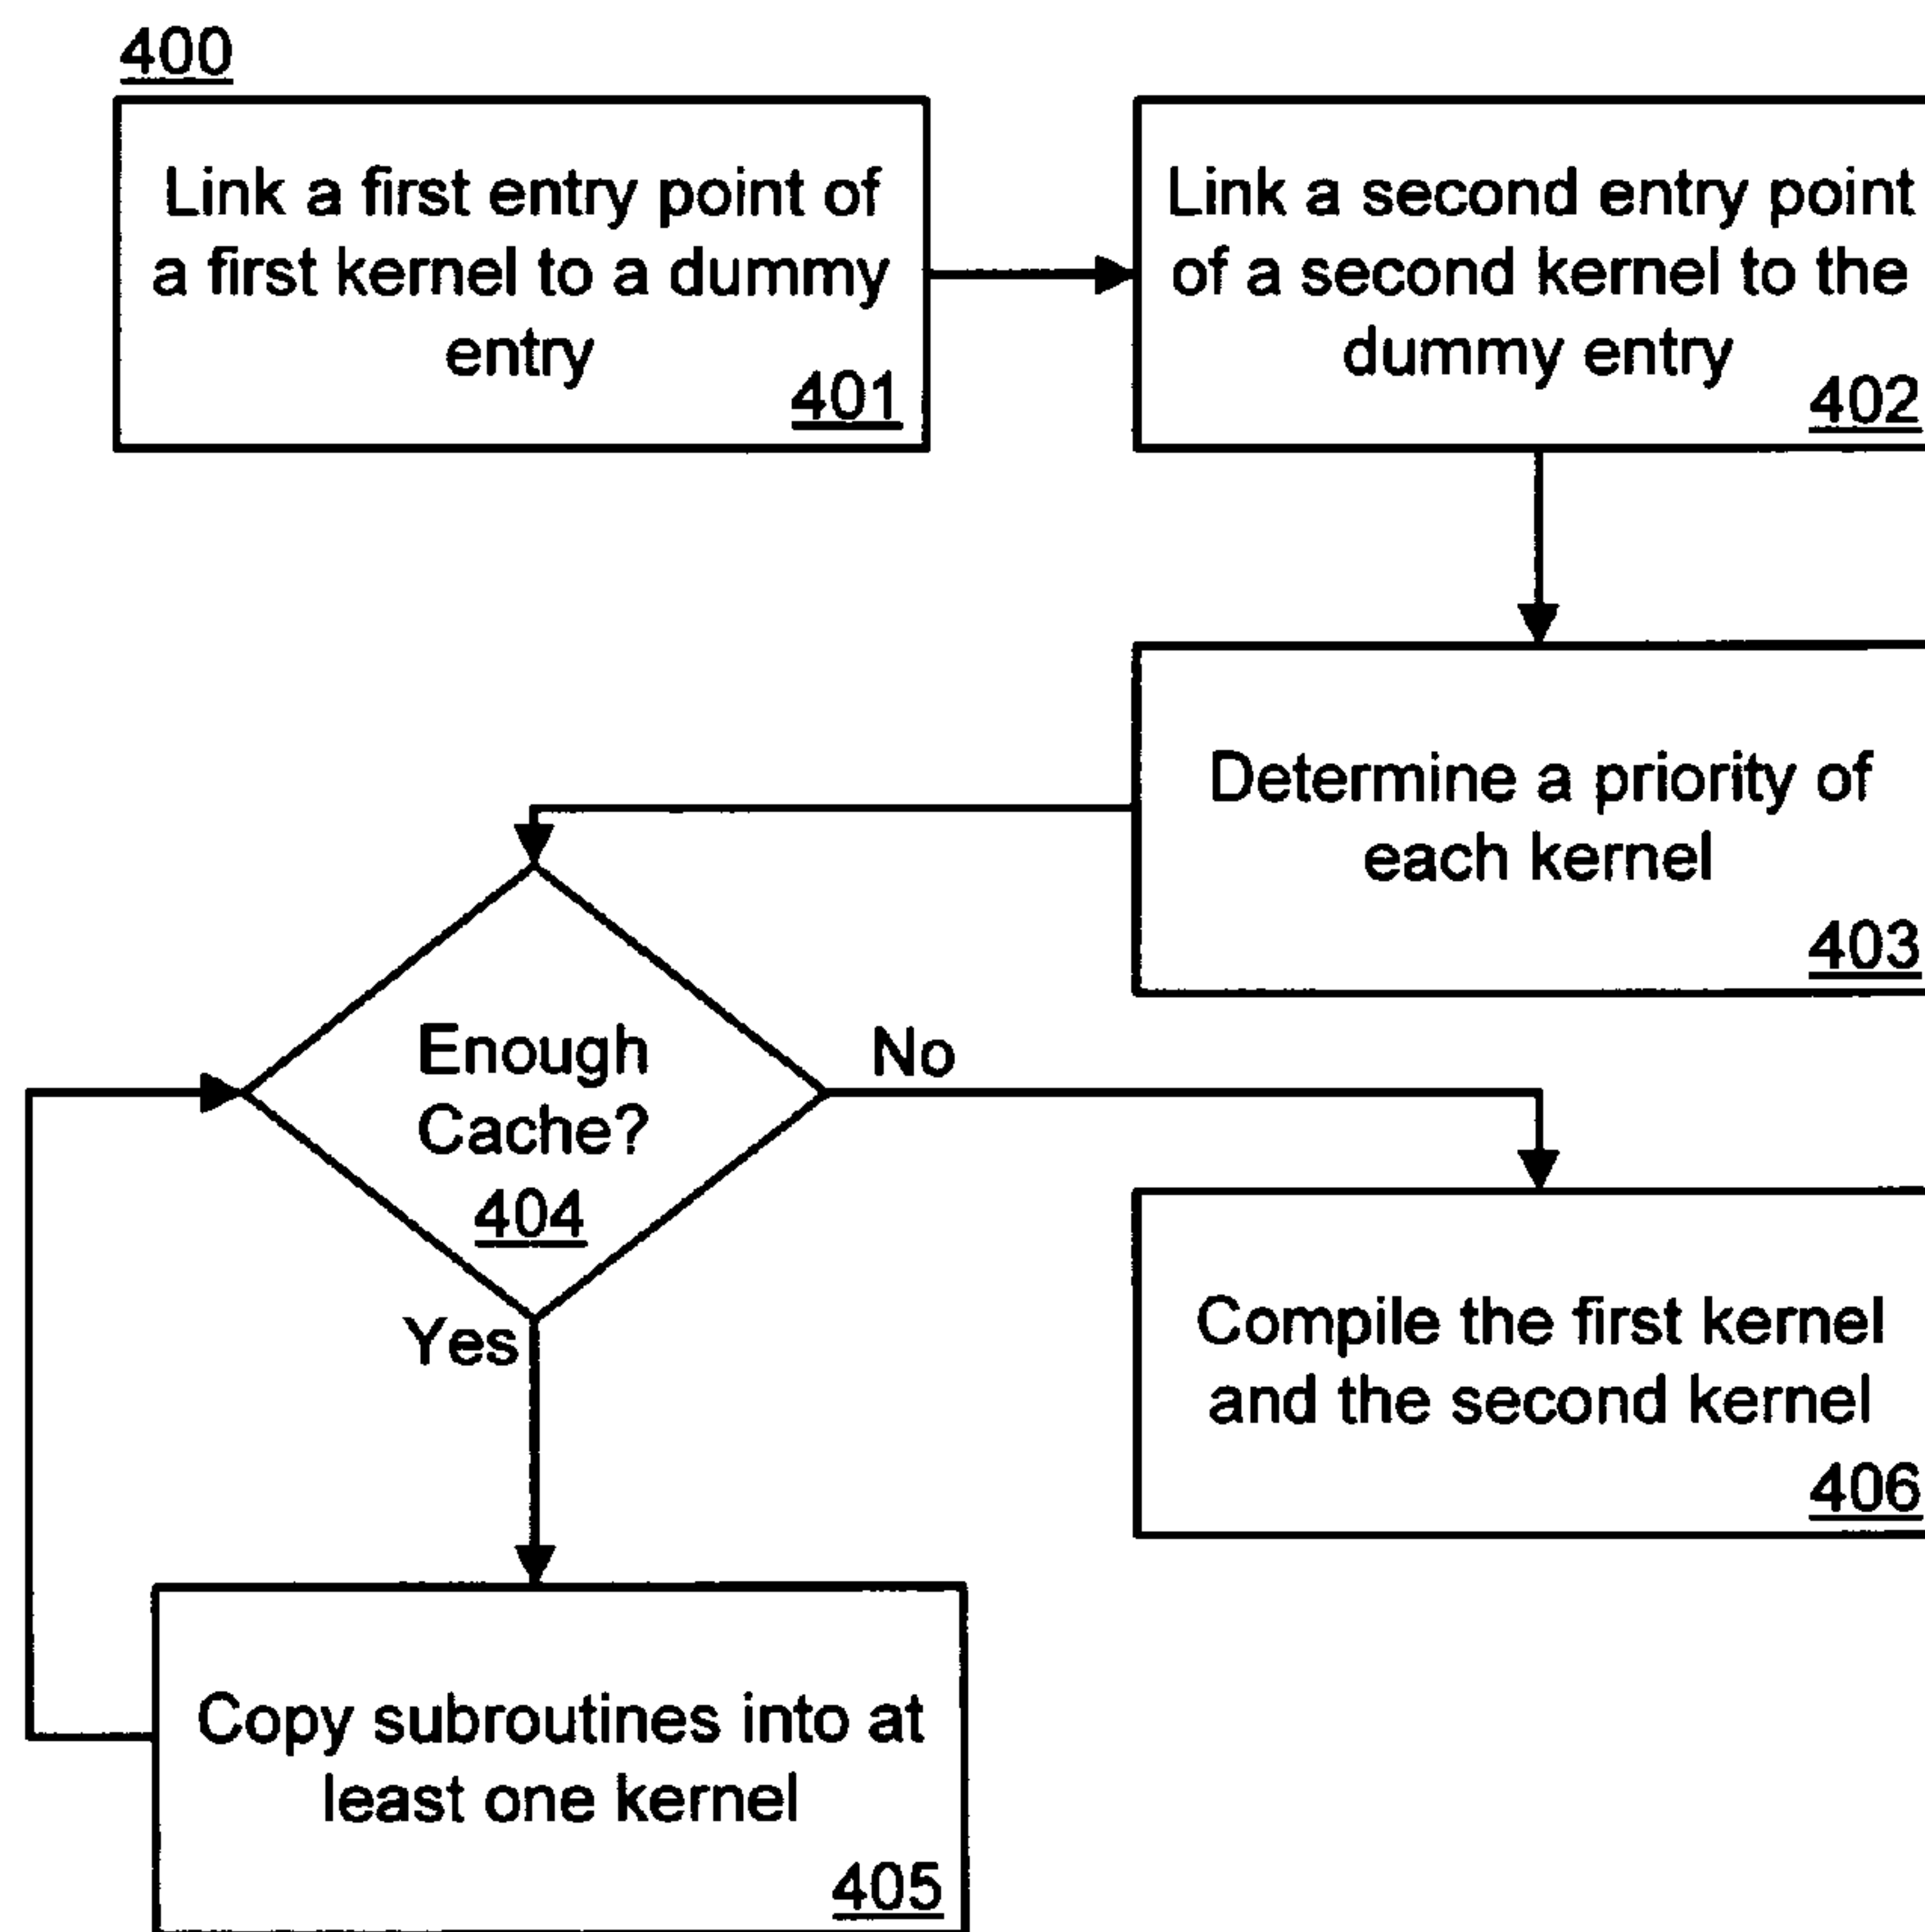 400
Link a first entry point of
a first kernel to a dummy
entry
401
Link a second entry point
of a second kernel to the
dummy entry
402
Determine a priority of
each kernel
403
Enough
Cache?
404
No
Yes
Compile the first kernel
and the second kernel
406
Copy subroutines into at
least one kernel
405